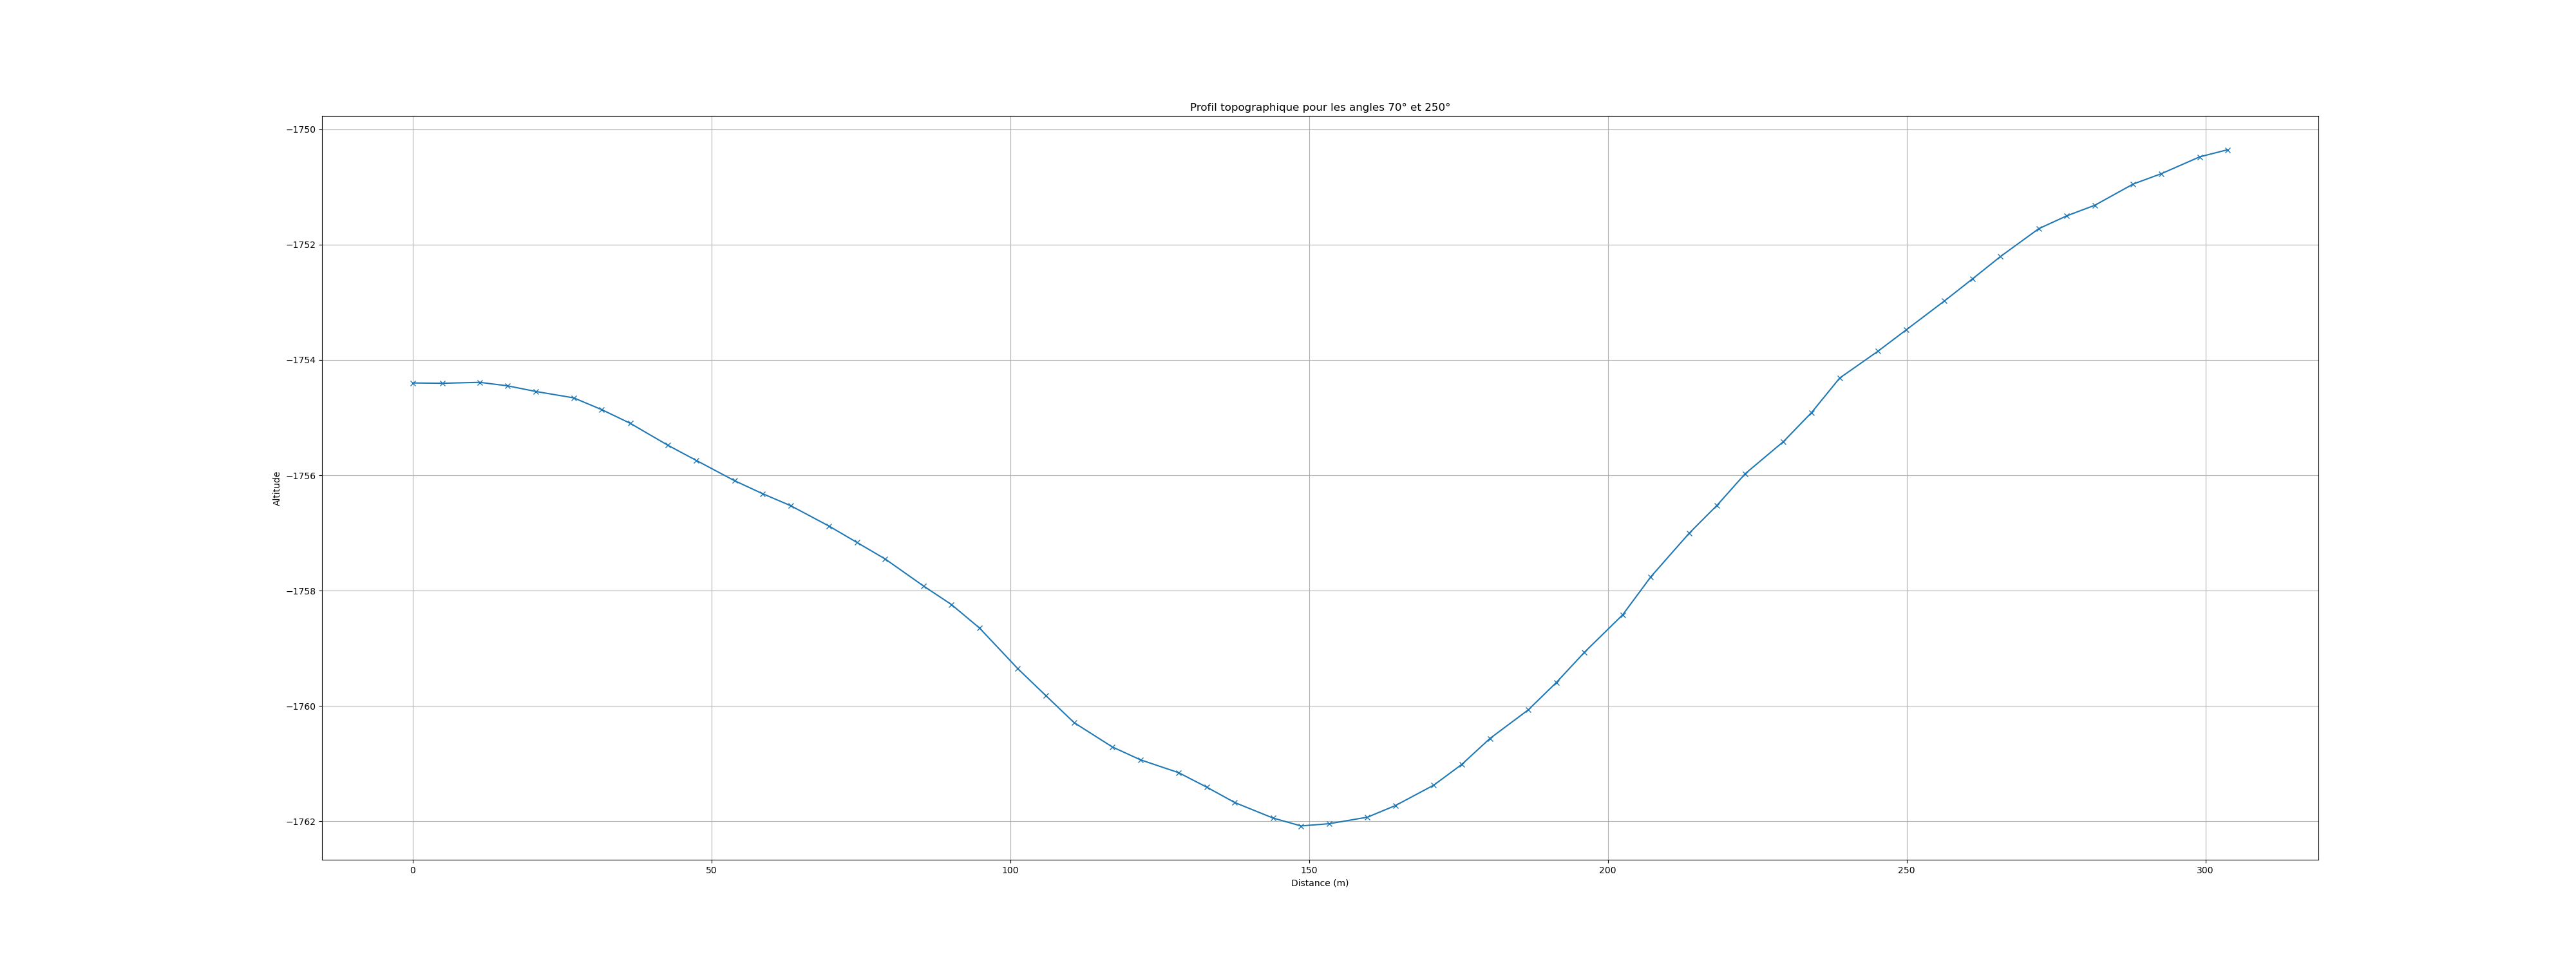 Profil topographique pour les angles 70° et 250°
−1750
−1752
−1754
−1756
−1758
−1760
−1762
Altitude
0 50 100 150 200 250 300
Distance (m)